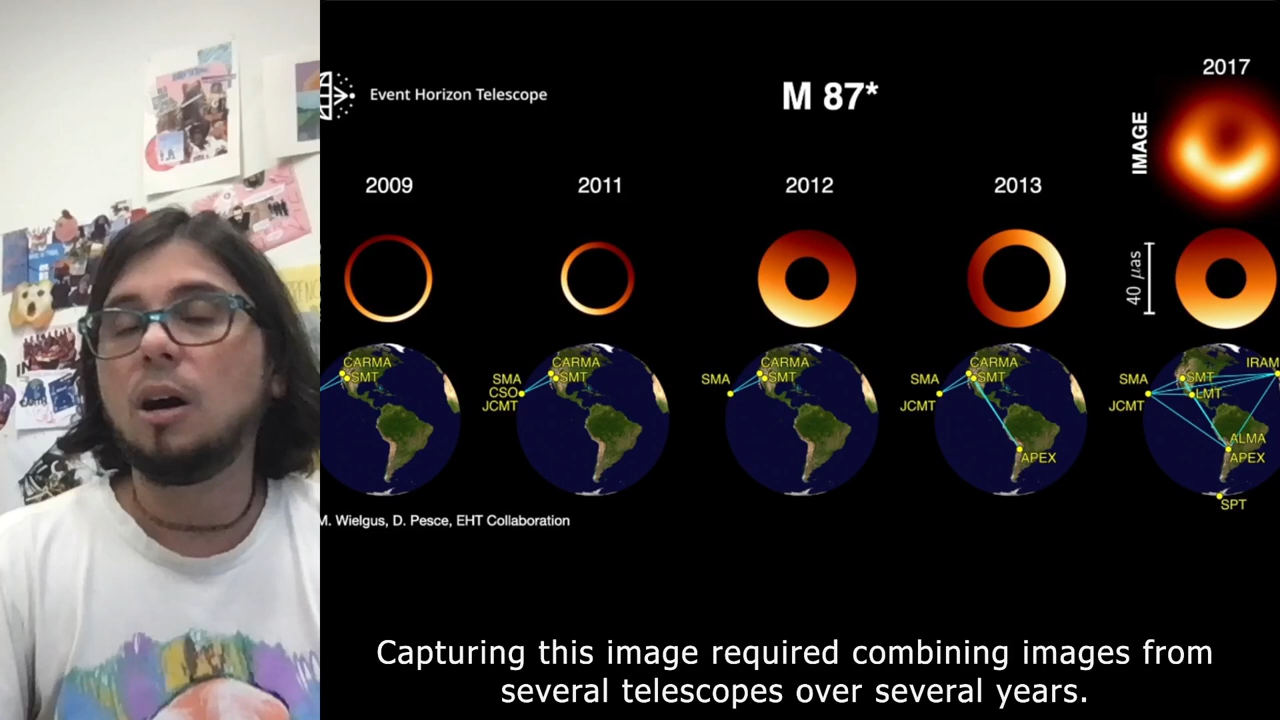 Event Horizon Telescope
M 87*
2017
IMAGE
2009
2011
2012
2013
40 μas
CARMA
SMT
SMA
CSO
JCMT
CARMA
SMT
SMA
CARMA
SMT
SMA
JCMT
CARMA
SMT
APEX
SMA
JCMT
SMT
LMT
IRAM
ALMA
APEX
SPT
M. Wielgus, D. Pesce, EHT Collaboration
Capturing this image required combining images from
several telescopes over several years.